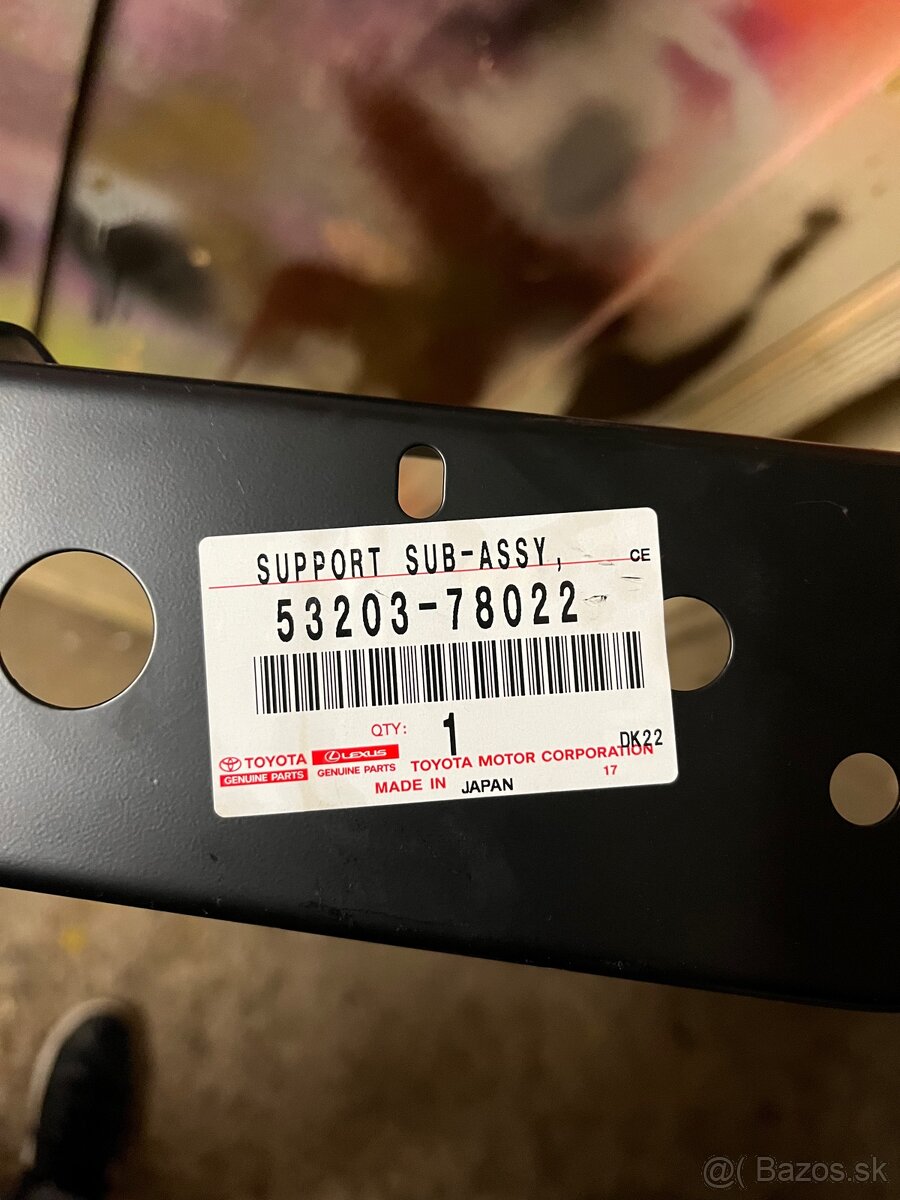 SUPPORT SUB-ASSY, CE
53203-78022
QTY: 1
DK22
TOYOTA LEXUS TOYOTA MOTOR CORPORATION
GENUINE PARTS GENUINE PARTS 17
MADE IN JAPAN
@( Bazos.sk